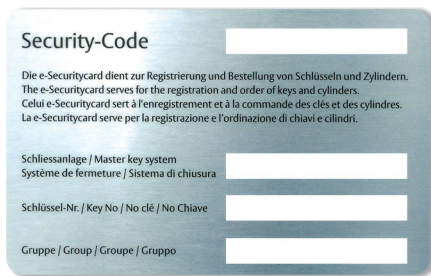 Security-Code
Die e-Securitycard dient zur Registrierung und Bestellung von Schlüsseln und Zylindern.
The e-Securitycard serves for the registration and order of keys and cylinders.
Celui e-Securitycard sert à l'enregistrement et à la commande des clés et des cylindres.
La e-Securitycard serve per la registrazione e l'ordinazione di chiavi e cilindri.
Schliessanlage / Master key system
Système de fermeture / Sistema di chiusura
Schlüssel-Nr. / Key No / No clé / No Chiave
Gruppe / Group / Groupe / Gruppo